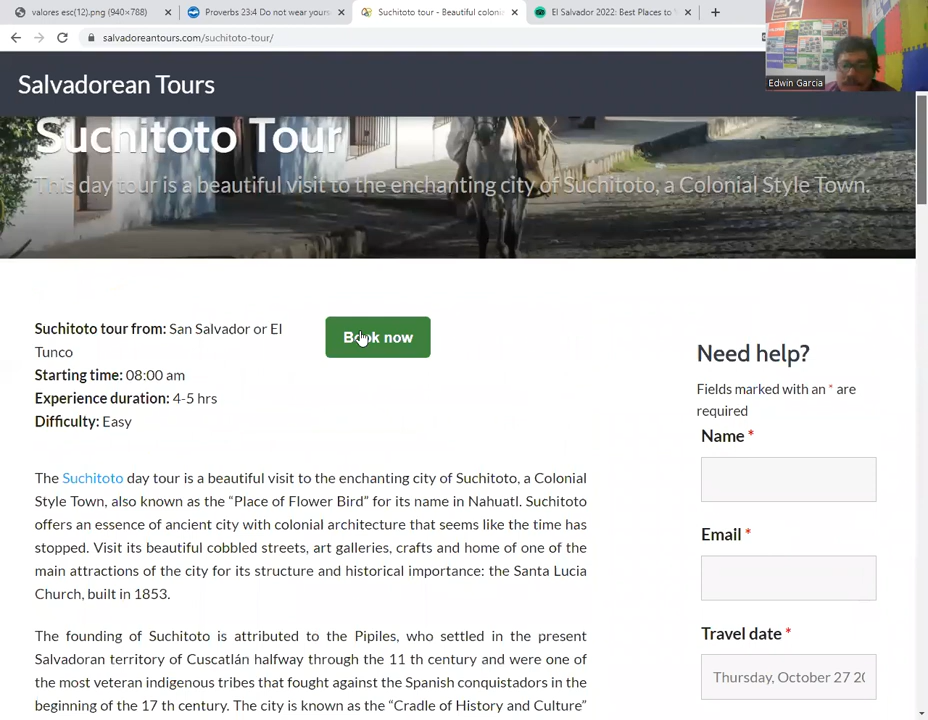 valores esc(12).png (940×788)
Proverbs 23:4 Do not wear yours
Suchitoto tour - Beautiful colonia
El Salvador 2022: Best Places to V
salvadoreantours.com/suchitoto-tour/
Edwin Garcia
Salvadorean Tours
Suchitoto Tour
This day tour is a beautiful visit to the enchanting city of Suchitoto, a Colonial Style Town.
Suchitoto tour from: San Salvador or El
Tunco
Starting time: 08:00 am
Experience duration: 4-5 hrs
Difficulty: Easy
Book now
The Suchitoto day tour is a beautiful visit to the enchanting city of Suchitoto, a Colonial
Style Town, also known as the “Place of Flower Bird” for its name in Nahuatl. Suchitoto
offers an essence of ancient city with colonial architecture that seems like the time has
stopped. Visit its beautiful cobbled streets, art galleries, crafts and home of one of the
main attractions of the city for its structure and historical importance: the Santa Lucia
Church, built in 1853.
The founding of Suchitoto is attributed to the Pipiles, who settled in the present
Salvadoran territory of Cuscatlán halfway through the 11 th century and were one of
the most veteran indigenous tribes that fought against the Spanish conquistadors in the
beginning of the 17 th century. The city is known as the “Cradle of History and Culture”
Need help?
Fields marked with an * are
required
Name *
Email *
Travel date *
Thursday, October 27 20